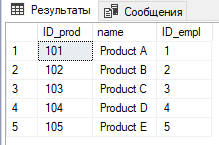 Результаты Сообщения
ID_prod name ID_empl
1 101 Product A 1
2 102 Product B 2
3 103 Product C 3
4 104 Product D 4
5 105 Product E 5